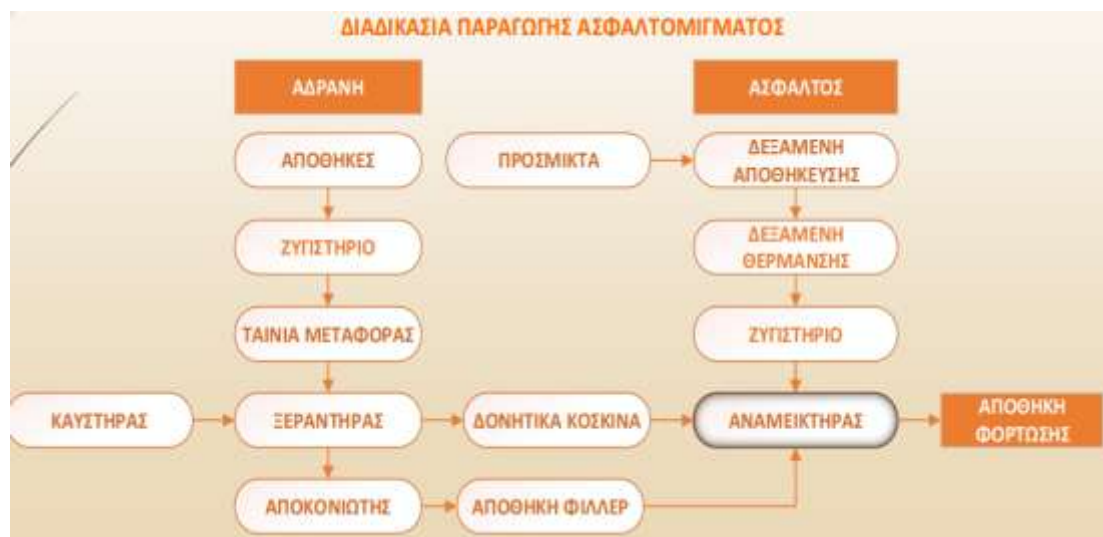 ΔΙΑΔΙΚΑΣΙΑ ΠΑΡΑΓΩΓΗΣ ΑΣΦΑΛΤΟΜΙΓΜΑΤΟΣ
ΑΔΡΑΝΗ
ΑΣΦΑΛΤΟΣ
ΑΠΟΘΗΚΕΣ
ΠΡΟΣΜΙΚΤΑ
ΔΕΞΑΜΕΝΗ
ΑΠΟΘΗΚΕΥΣΗΣ
ΖΥΓΙΣΤΗΡΙΟ
ΔΕΞΑΜΕΝΗ
ΘΕΡΜΑΝΣΗΣ
ΤΑΙΝΙΑ ΜΕΤΑΦΟΡΑΣ
ΖΥΓΙΣΤΗΡΙΟ
ΚΑΥΣΤΗΡΑΣ
ΞΕΡΑΝΤΗΡΑΣ
ΔΟΝΗΤΙΚΑ ΚΟΣΚΙΝΑ
ΑΝΑΜΕΙΚΤΗΡΑΣ
ΑΠΟΘΗΚΗ
ΦΟΡΤΩΣΗΣ
ΑΠΟΚΟΝΙΩΤΗΣ
ΑΠΟΘΗΚΗ ΦΙΛΛΕΡ